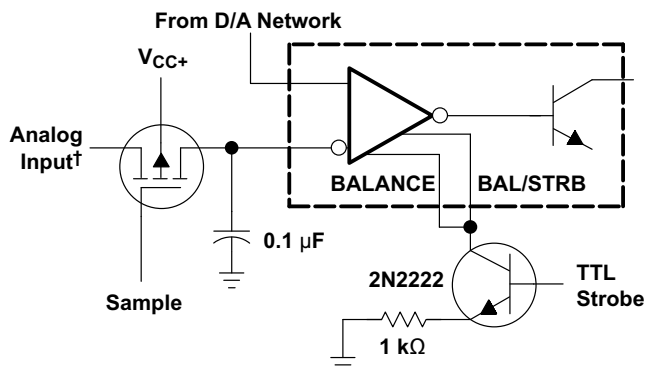 From D/A Network
VCC+
Analog
Input†
BALANCE
BAL/STRB
0.1 µF
2N2222
TTL
Strobe
Sample
1 kΩ